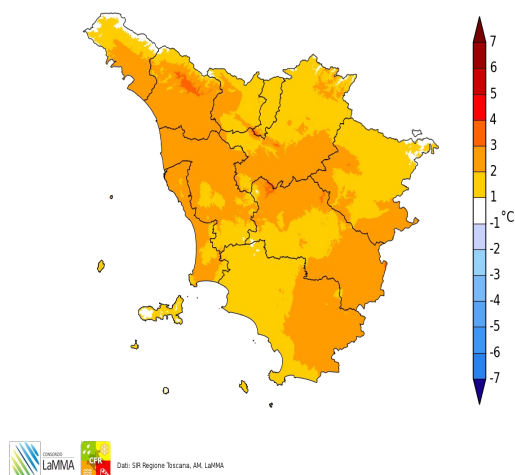 7
6
5
4
3
2
1
-1
°C
-2
-3
-4
-5
-6
-7
CONSORZIO
LaMMA
CFR
Dati: SIR Regione Toscana, AM, LaMMA